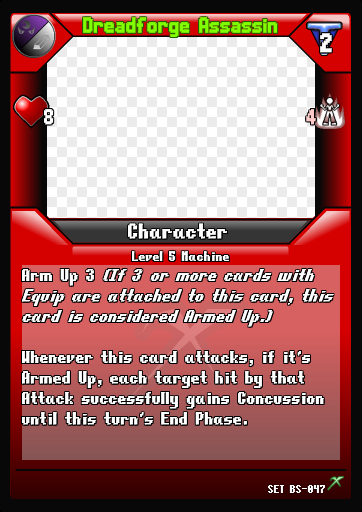 Dreadforge Assassin
2
8
4
Character
Level 5 Machine
Arm Up 3 (If 3 or more cards with
Equip are attached to this card, this
card is considered Armed Up.)
Whenever this card attacks, if it's
Armed Up, each target hit by that
Attack successfully gains Concussion
until this turn's End Phase.
SET BS-047